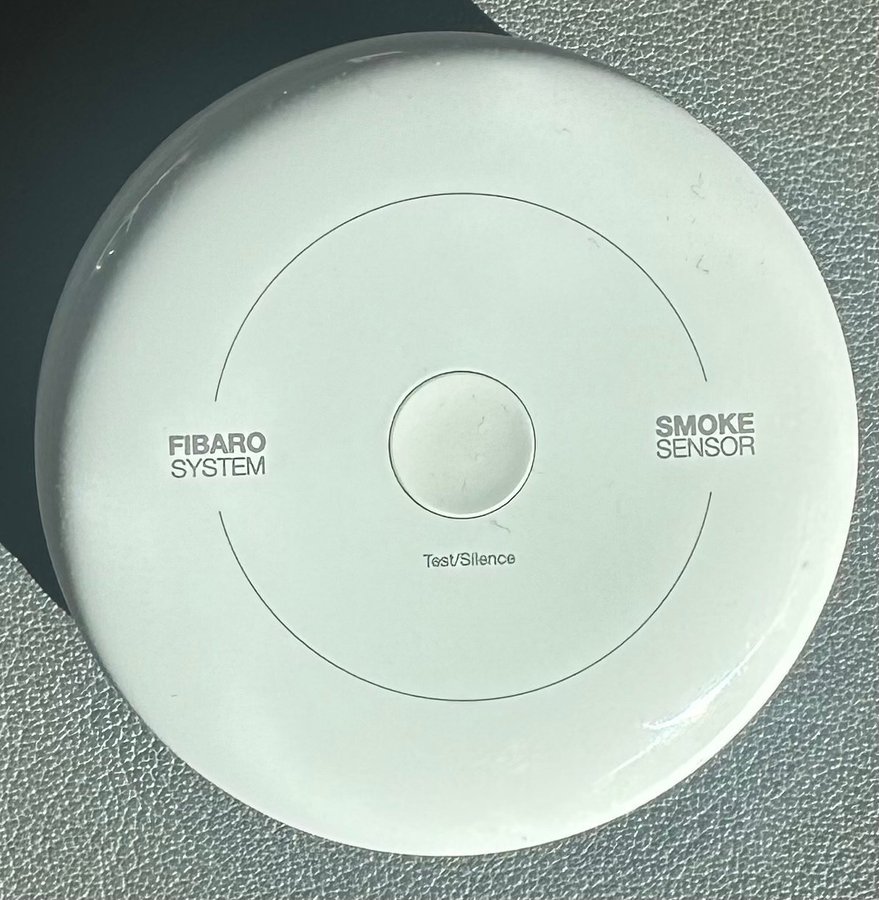 FIBARO
SYSTEM
SMOKE
SENSOR
Test/Silence